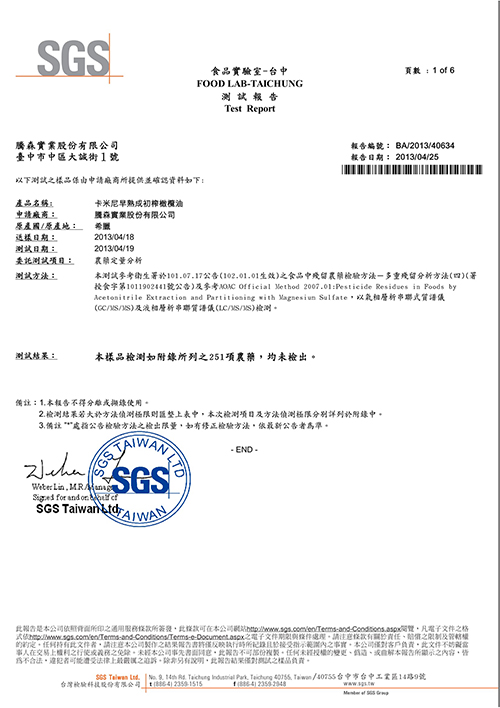 SGS
食品實驗室-台中
FOOD LAB-TAICHUNG
測 試 報 告
Test Report
頁數 : 1 of 6
騰森實業股份有限公司
臺中市中區大誠街１號
報告編號： BA/2013/40634
報告日期： 2013/04/25
以下測試之樣品係由申請廠商所提供並確認資料如下:
產品名稱: 卡米尼早熟成初榨橄欖油
申請廠商： 騰森實業股份有限公司
原產國/原產地： 希臘
送樣日期： 2013/04/18
測試日期： 2013/04/19
委託測試項目： 農藥定量分析
測試方法： 本測試參考衛生署於101.07.17公告(102.01.01生效)之食品中殘留農藥檢驗方法－多重殘留分析方法(四)(署
授食字第1011902441號公告)及參考AOAC Official Method 2007.01:Pesticide Residues in Foods by
Acetonitrile Extraction and Partitioning with Magnesiun Sulfate，以氣相層析串聯式質譜儀
(GC/MS/MS)及液相層析串聯質譜儀(LC/MS/MS)檢測。
測試結果： 本樣品檢測如附錄所列之251項農藥，均未檢出。
備註：1.本報告不得分離或擷錄使用。
2.檢測結果若大於方法偵測極限則匯整上表中，本次檢測項目及方法偵測極限分別詳列於附錄中。
3.備註"*"處指公告檢驗方法之檢出限量，如有修正檢驗方法，依最新公告者為準。
- END -
SGS TAIWAN LTD
SGS
TAIWAN
Weber Lin, M.R./Manager
Signed for and on behalf of
SGS Taiwan Ltd.
此報告是本公司依照背面所印之通用服務條款所簽發，此條款可在本公司網站http://www.sgs.com/en/Terms-and-Conditions.aspx閱覽，凡電子文件之格
式依http://www.sgs.com/en/Terms-and-Conditions/Terms-e-Document.aspx之電子文件期限與條件處理。請注意條款有關於責任、賠償之限制及管轄權
的約定。任何持有此文件者，請注意本公司製作之結果報告書將僅反映執行時所紀錄且於接受指示範圍內之事實。本公司僅對客戶負責，此文件不妨礙當
事人在交易上權利之行使或義務之免除。未經本公司事先書面同意，此報告不可部份複製。任何未經授權的變更、偽造、或曲解本報告所顯示之內容，皆
為不合法，違犯者可能遭受法律上最嚴厲之追訴。除非另有說明，此報告結果僅對測試之樣品負責。
SGS Taiwan Ltd.
台灣檢驗科技股份有限公司
No. 9, 14th Rd. Taichung Industrial Park, Taichung 40755, Taiwan /40755台中市台中工業區14路9號
t (886-4) 2359-1515 f (886-4) 2359-2948 www.sgs.tw
Member of SGS Group